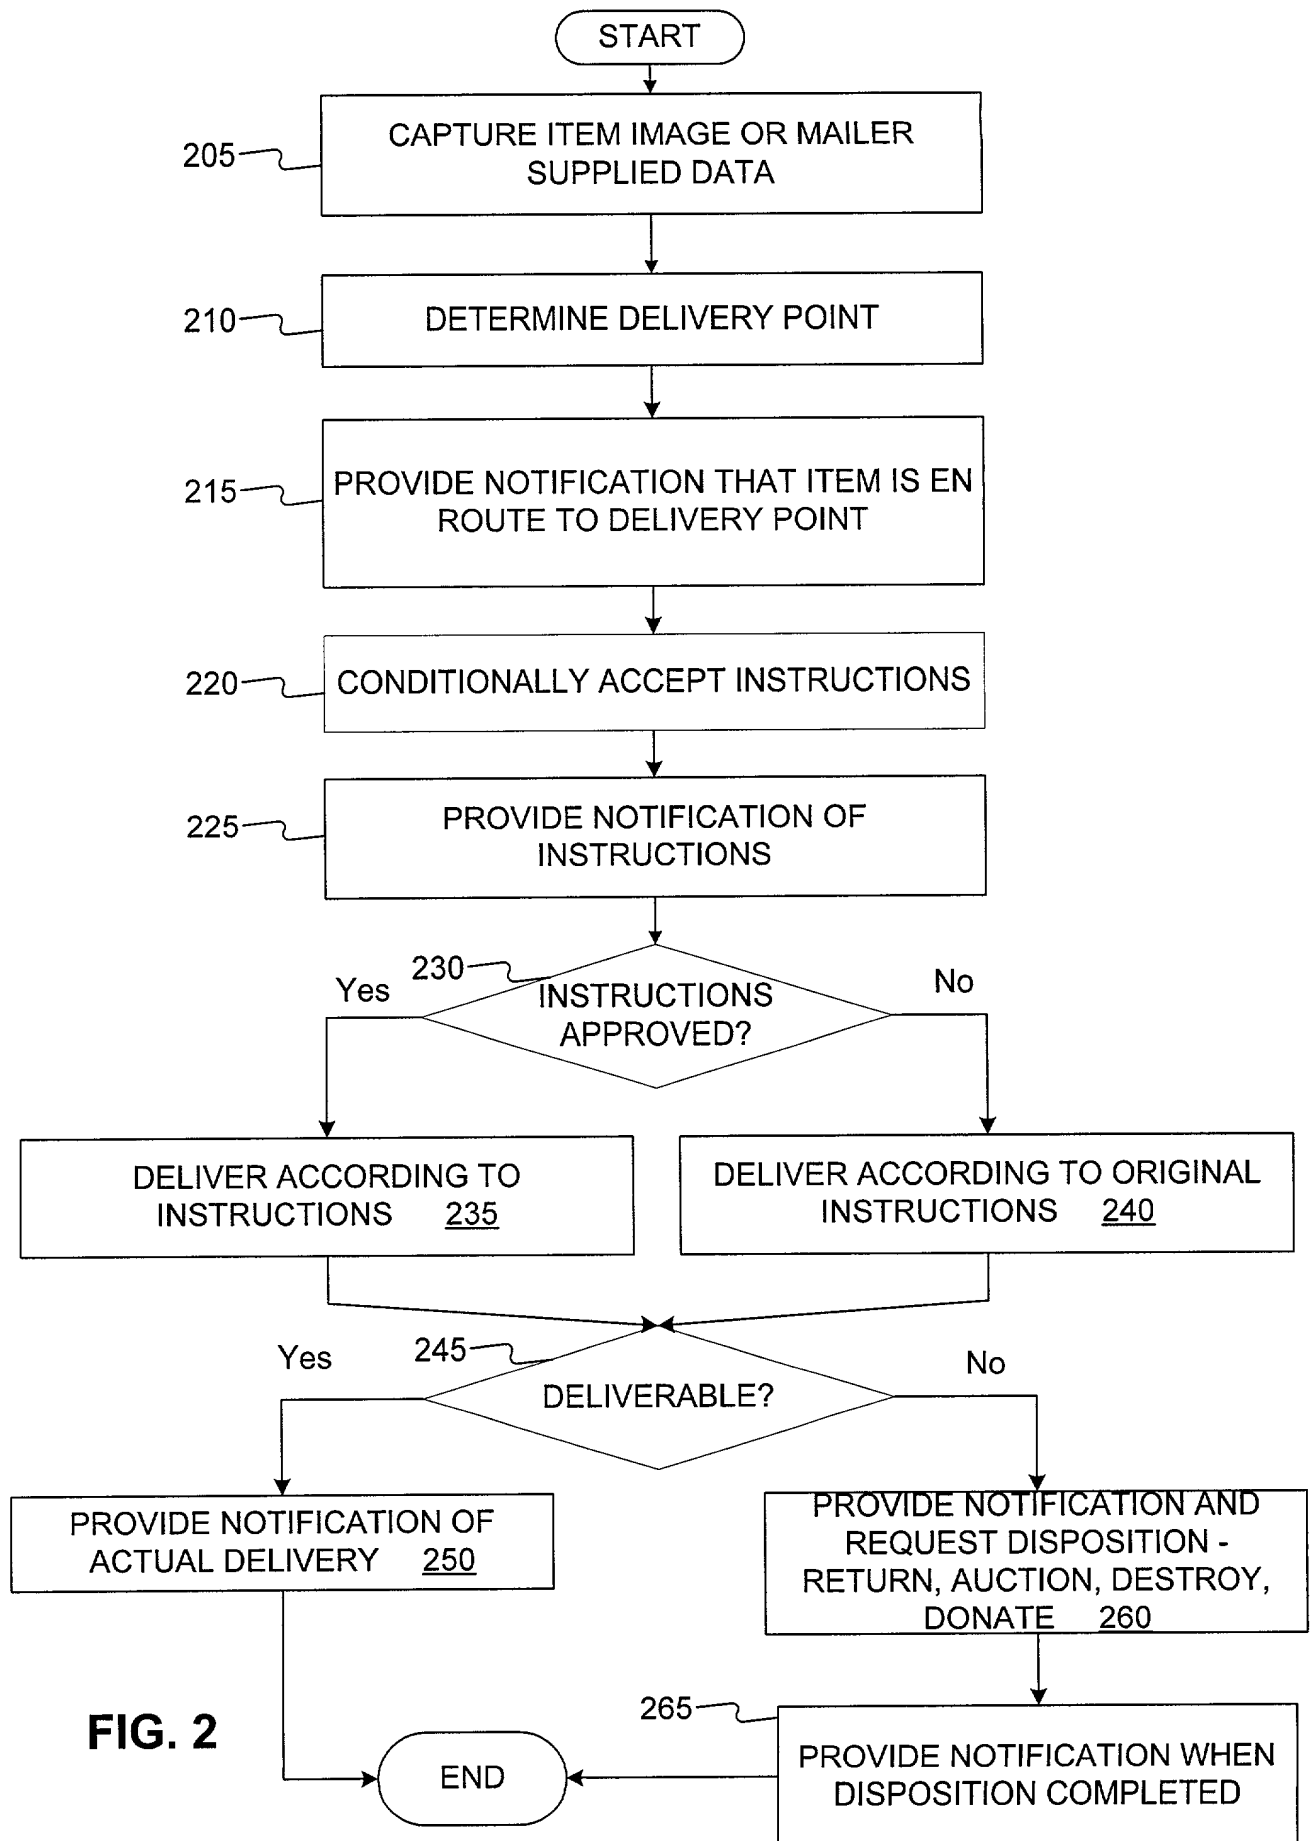 START
CAPTURE ITEM IMAGE OR MAILER
SUPPLIED DATA
205
DETERMINE DELIVERY POINT
210
PROVIDE NOTIFICATION THAT ITEM IS EN
ROUTE TO DELIVERY POINT
215
CONDITIONALLY ACCEPT INSTRUCTIONS
220
PROVIDE NOTIFICATION OF
INSTRUCTIONS
225
230
Yes
INSTRUCTIONS
APPROVED?
No
DELIVER ACCORDING TO
INSTRUCTIONS 235
DELIVER ACCORDING TO ORIGINAL
INSTRUCTIONS 240
245
Yes
DELIVERABLE?
No
PROVIDE NOTIFICATION OF
ACTUAL DELIVERY 250
PROVIDE NOTIFICATION AND
REQUEST DISPOSITION -
RETURN, AUCTION, DESTROY,
DONATE 260
265
PROVIDE NOTIFICATION WHEN
DISPOSITION COMPLETED
END
FIG. 2